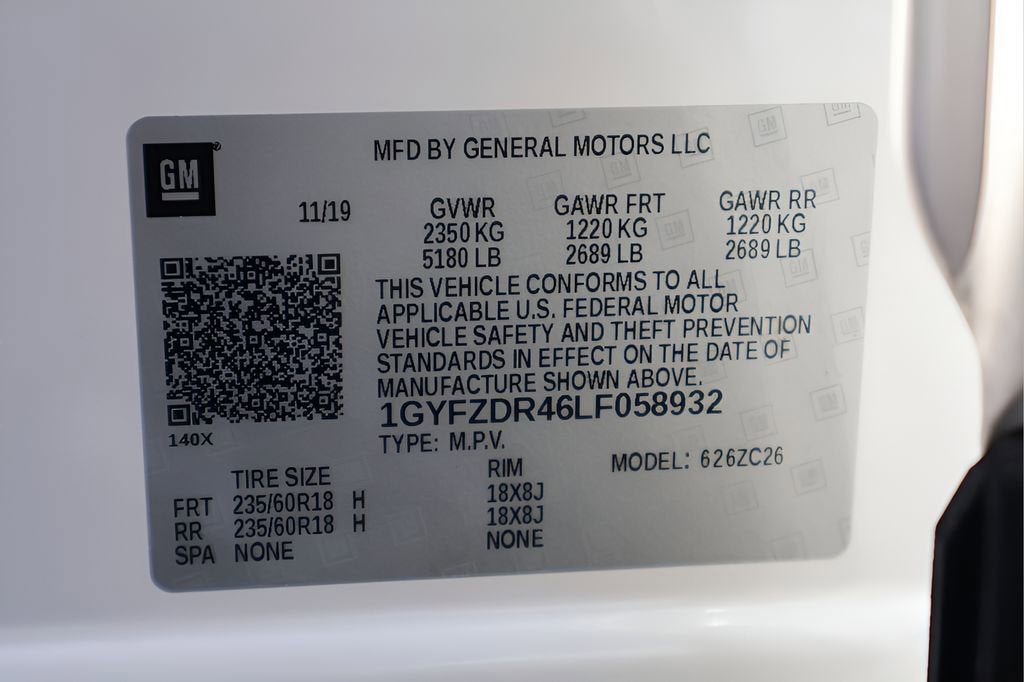 GM
MFD BY GENERAL MOTORS LLC
11/19
GVWR GAWR FRT GAWR RR
2350 KG 1220 KG 1220 KG
5180 LB 2689 LB 2689 LB
THIS VEHICLE CONFORMS TO ALL
APPLICABLE U.S. FEDERAL MOTOR
VEHICLE SAFETY AND THEFT PREVENTION
STANDARDS IN EFFECT ON THE DATE OF
MANUFACTURE SHOWN ABOVE.
1GYFZDR46LF058932
140X
TYPE: M.P.V.
MODEL: 626ZC26
TIRE SIZE RIM
FRT 235/60R18 H 18X8J
RR 235/60R18 H 18X8J
SPA NONE NONE